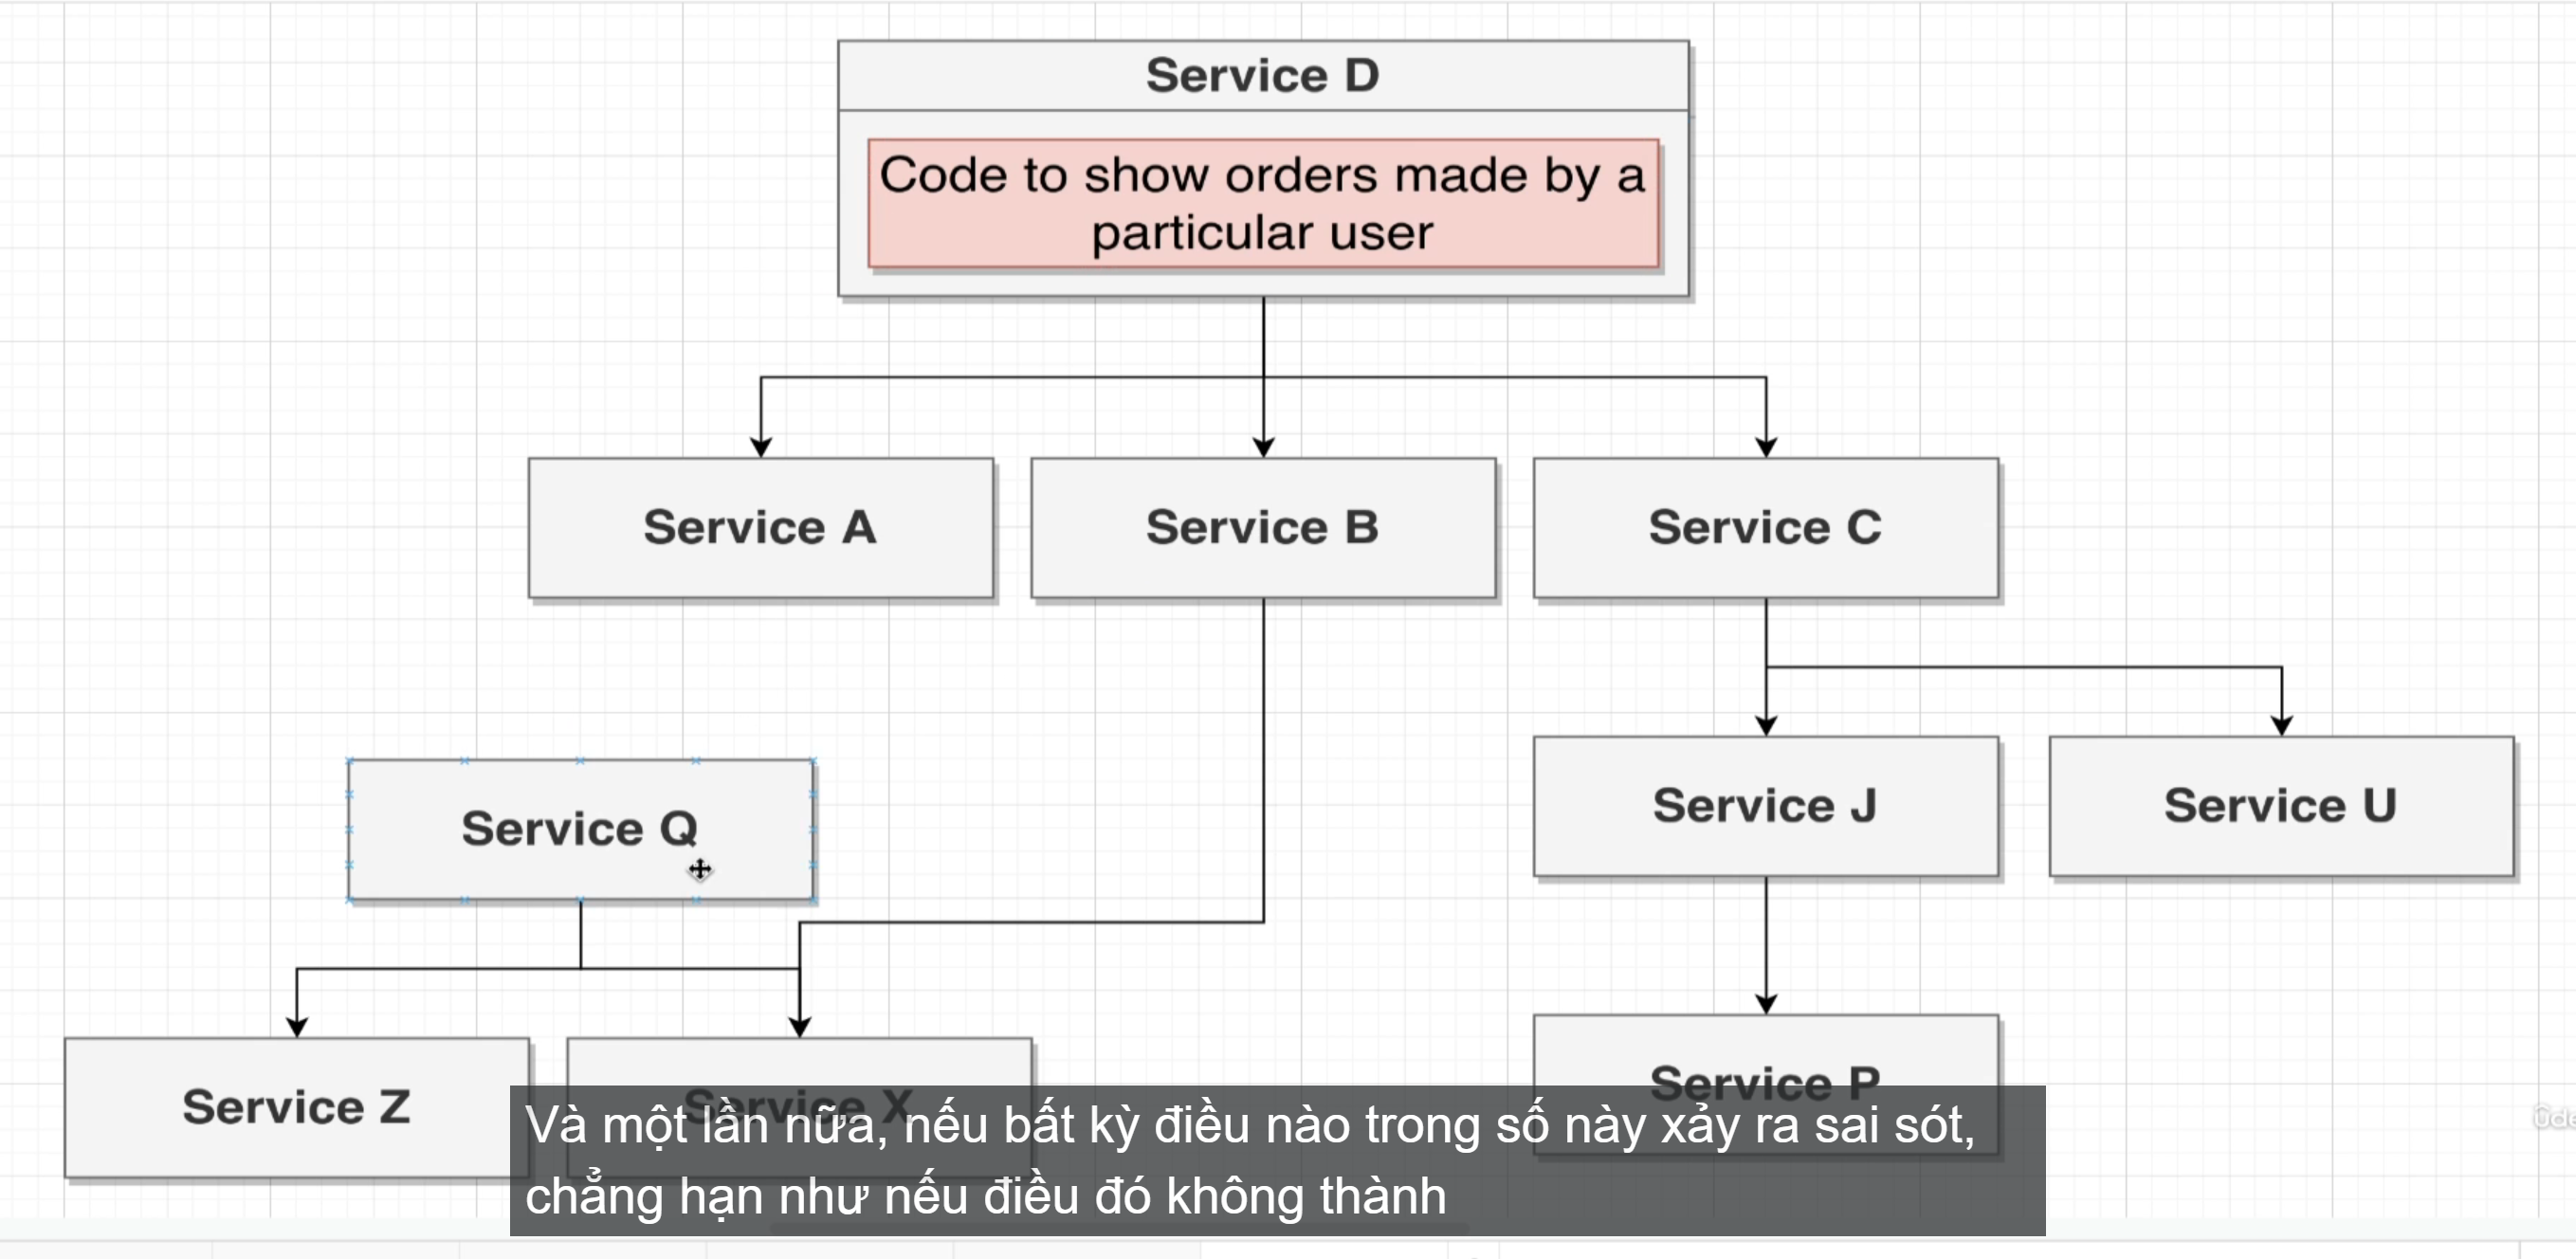 Service D
Code to show orders made by a
particular user
Service A
Service B
Service C
Service Q
Service J
Service U
Service Z
Service X
Service P
Và một lần nữa, nếu bất kỳ điều nào trong số này xảy ra sai sót,
chẳng hạn như nếu điều đó không thành